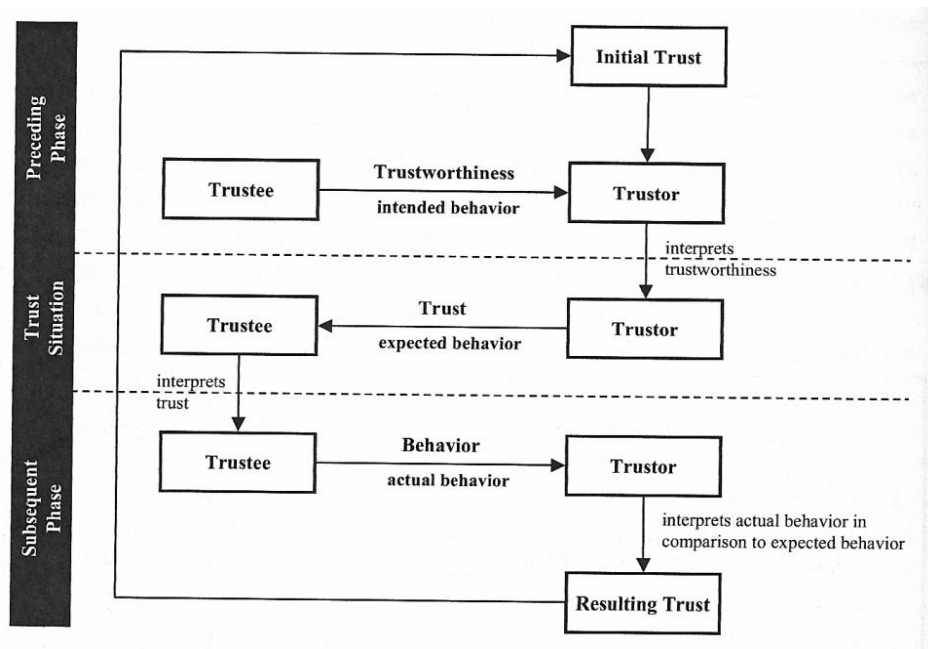 Preceding
Phase
Initial Trust
Trustee
Trustworthiness
intended behavior
Trustor
interprets
trustworthiness
Trust
Situation
Trustee
Trust
expected behavior
Trustor
interprets
trust
Subsequent
Phase
Trustee
Behavior
actual behavior
Trustor
interprets actual behavior in
comparison to expected behavior
Resulting Trust